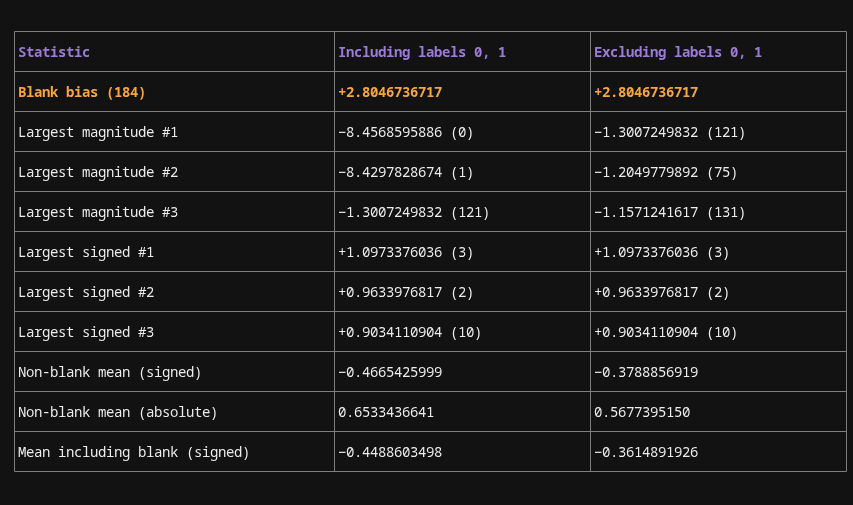 Statistic Including labels 0, 1 Excluding labels 0, 1
Blank bias (184) +2.8046736717 +2.8046736717
Largest magnitude #1 −8.4568595886 (0) −1.3007249832 (121)
Largest magnitude #2 −8.4297828674 (1) −1.2049779892 (75)
Largest magnitude #3 −1.3007249832 (121) −1.1571241617 (131)
Largest signed #1 +1.0973376036 (3) +1.0973376036 (3)
Largest signed #2 +0.9633976817 (2) +0.9633976817 (2)
Largest signed #3 +0.9034110904 (10) +0.9034110904 (10)
Non-blank mean (signed) −0.4665425999 −0.3788856919
Non-blank mean (absolute) 0.6533436641 0.5677395150
Mean including blank (signed) −0.4488603498 −0.3614891926